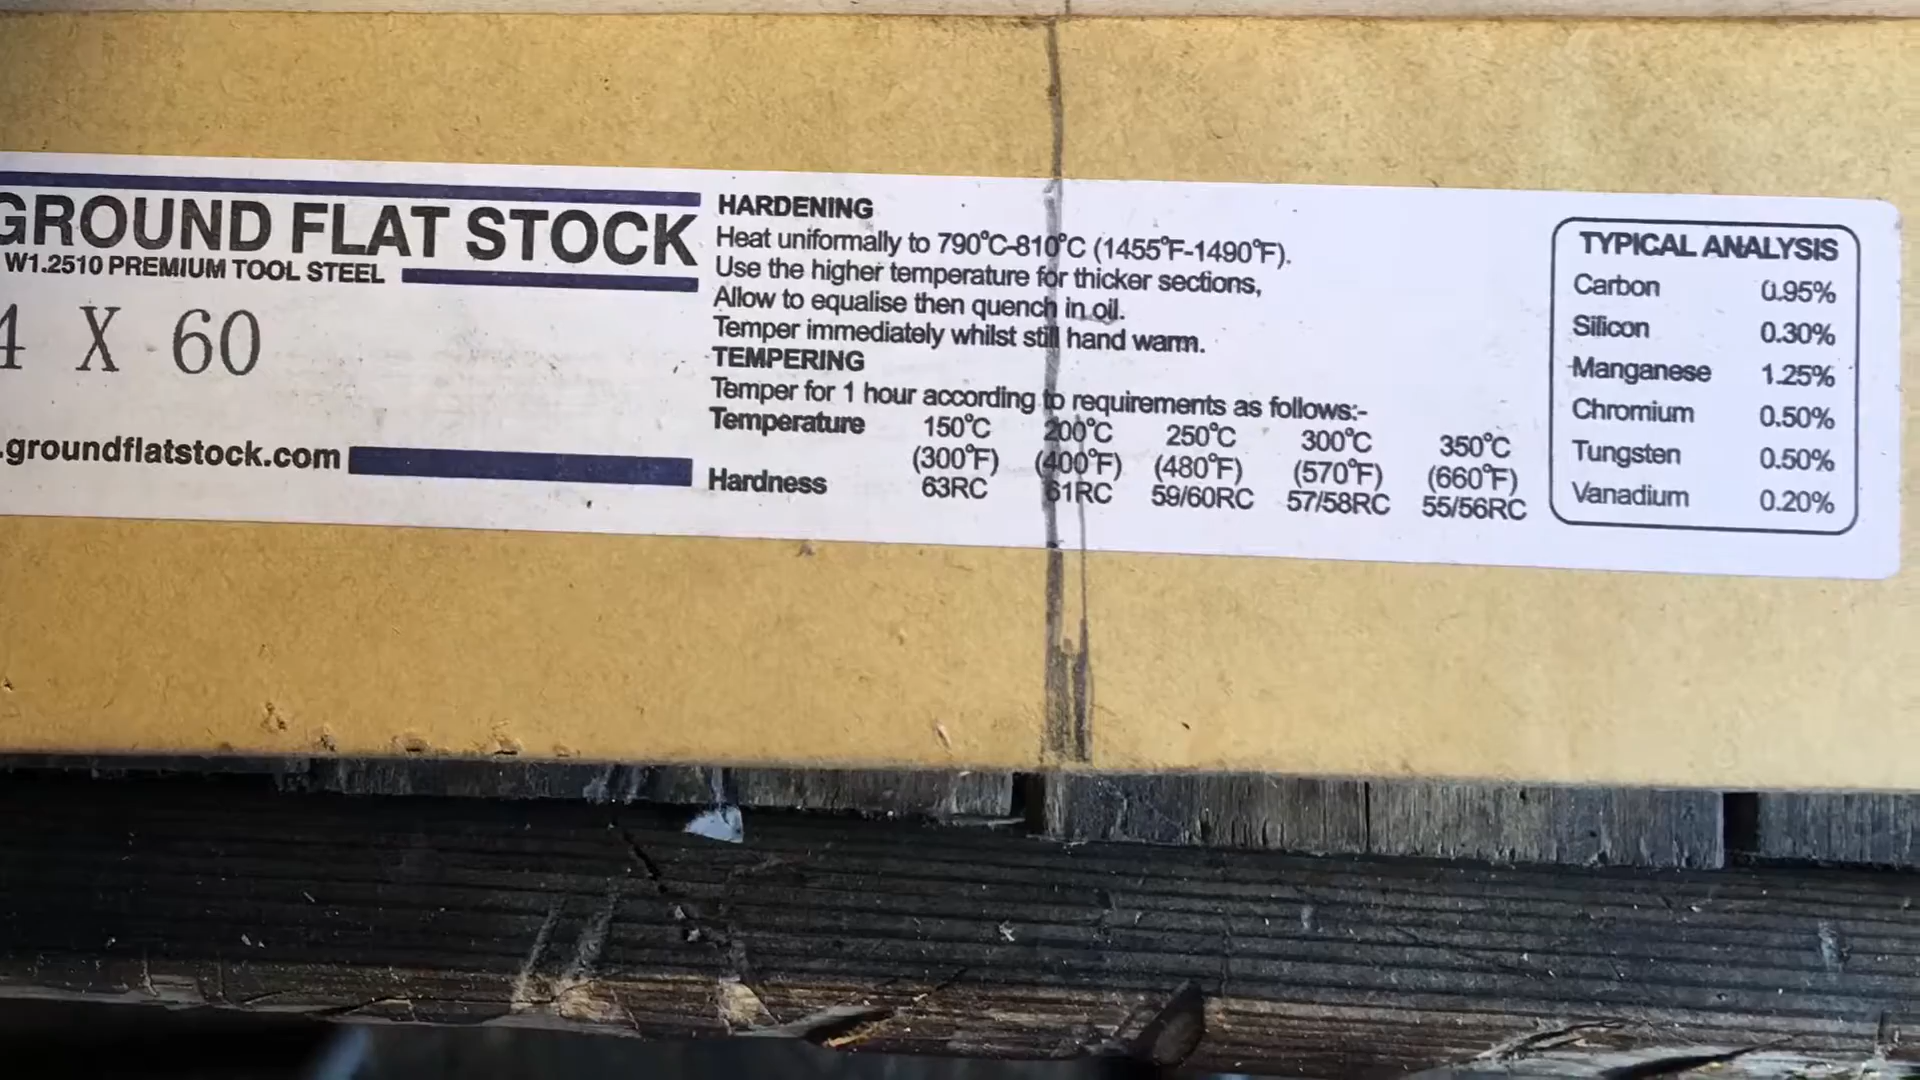 GROUND FLAT STOCK
W1.2510 PREMIUM TOOL STEEL
4 X 60
.groundflatstock.com
HARDENING
Heat uniformally to 790°C-810°C (1455°F-1490°F).
Use the higher temperature for thicker sections,
Allow to equalise then quench in oil.
Temper immediately whilst still hand warm.
TEMPERING
Temper for 1 hour according to requirements as follows:-
Temperature 150°C 200°C 250°C 300°C 350°C
(300°F) (400°F) (480°F) (570°F) (660°F)
Hardness 63RC 61RC 59/60RC 57/58RC 55/56RC
TYPICAL ANALYSIS
Carbon 0.95%
Silicon 0.30%
Manganese 1.25%
Chromium 0.50%
Tungsten 0.50%
Vanadium 0.20%